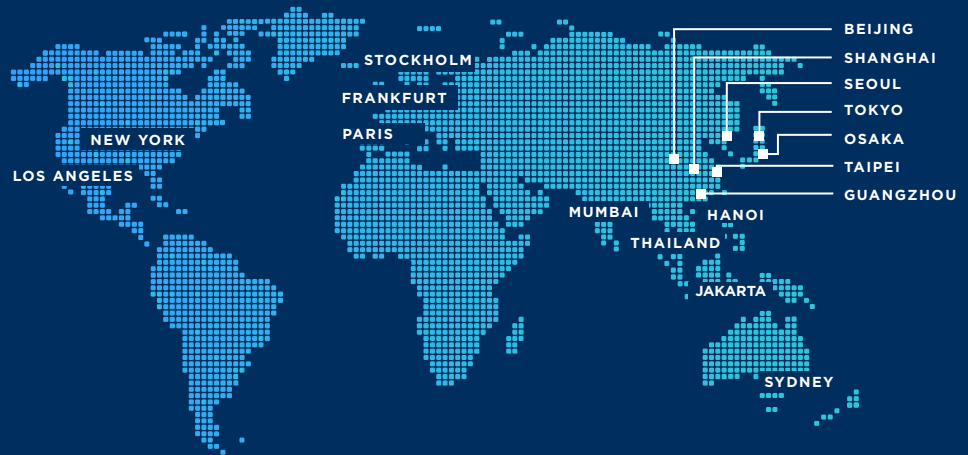 BEIJING
STOCKHOLM
SHANGHAI
SEOUL
FRANKFURT
TOKYO
NEW YORK
PARIS
OSAKA
LOS ANGELES
TAIPEI
GUANGZHOU
MUMBAI
HANOI
THAILAND
JAKARTA
SYDNEY